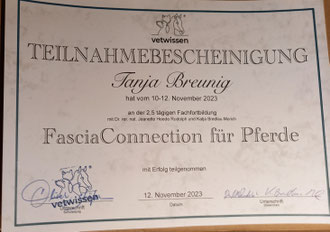 vetwissen
TEILNAHMEBESCHEINIGUNG
Tanja Breunig
hat vom 10-12. November 2023
an der 2,5 tägigen Fachfortbildung
FasciaConnection für Pferde
mit Erfolg teilgenommen
vetwissen
12. November 2023
Datum